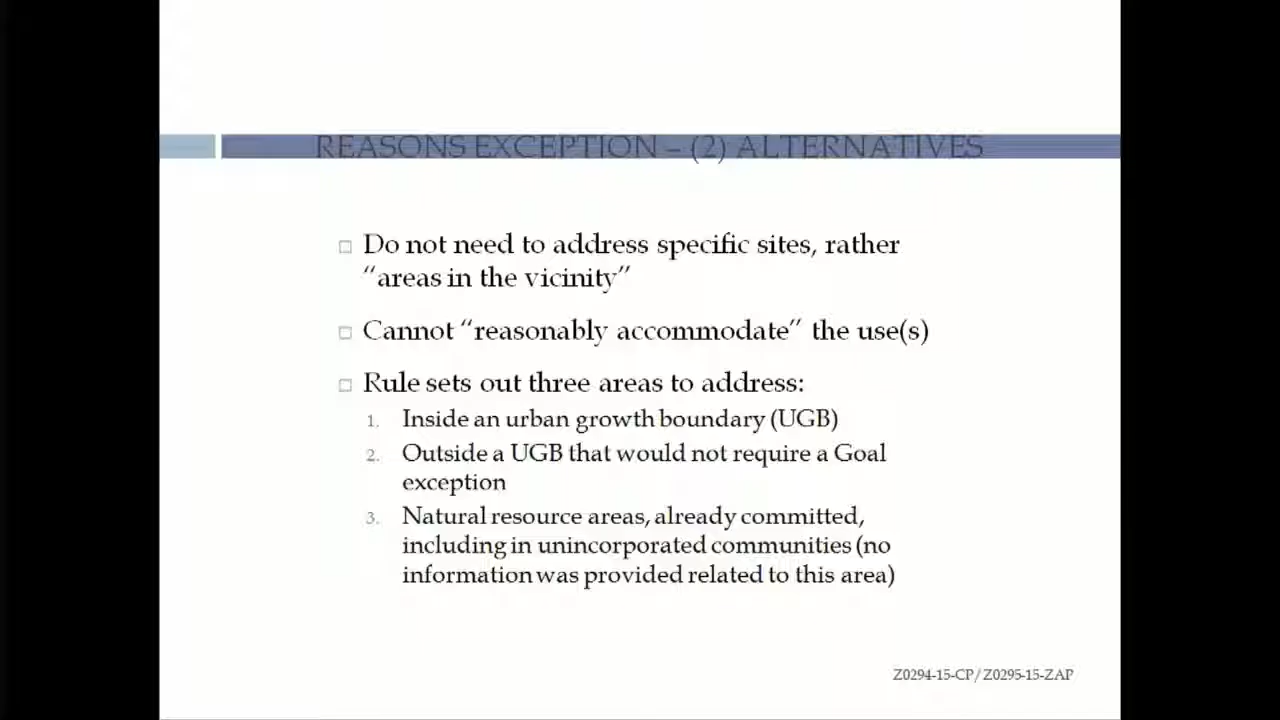 REASONS EXCEPTION – (2) ALTERNATIVES
Do not need to address specific sites, rather
“areas in the vicinity”
Cannot “reasonably accommodate” the use(s)
Rule sets out three areas to address:
1. Inside an urban growth boundary (UGB)
2. Outside a UGB that would not require a Goal
exception
3. Natural resource areas, already committed,
including in unincorporated communities (no
information was provided related to this area)
Z0294-15-CP/Z0295-15-ZAP